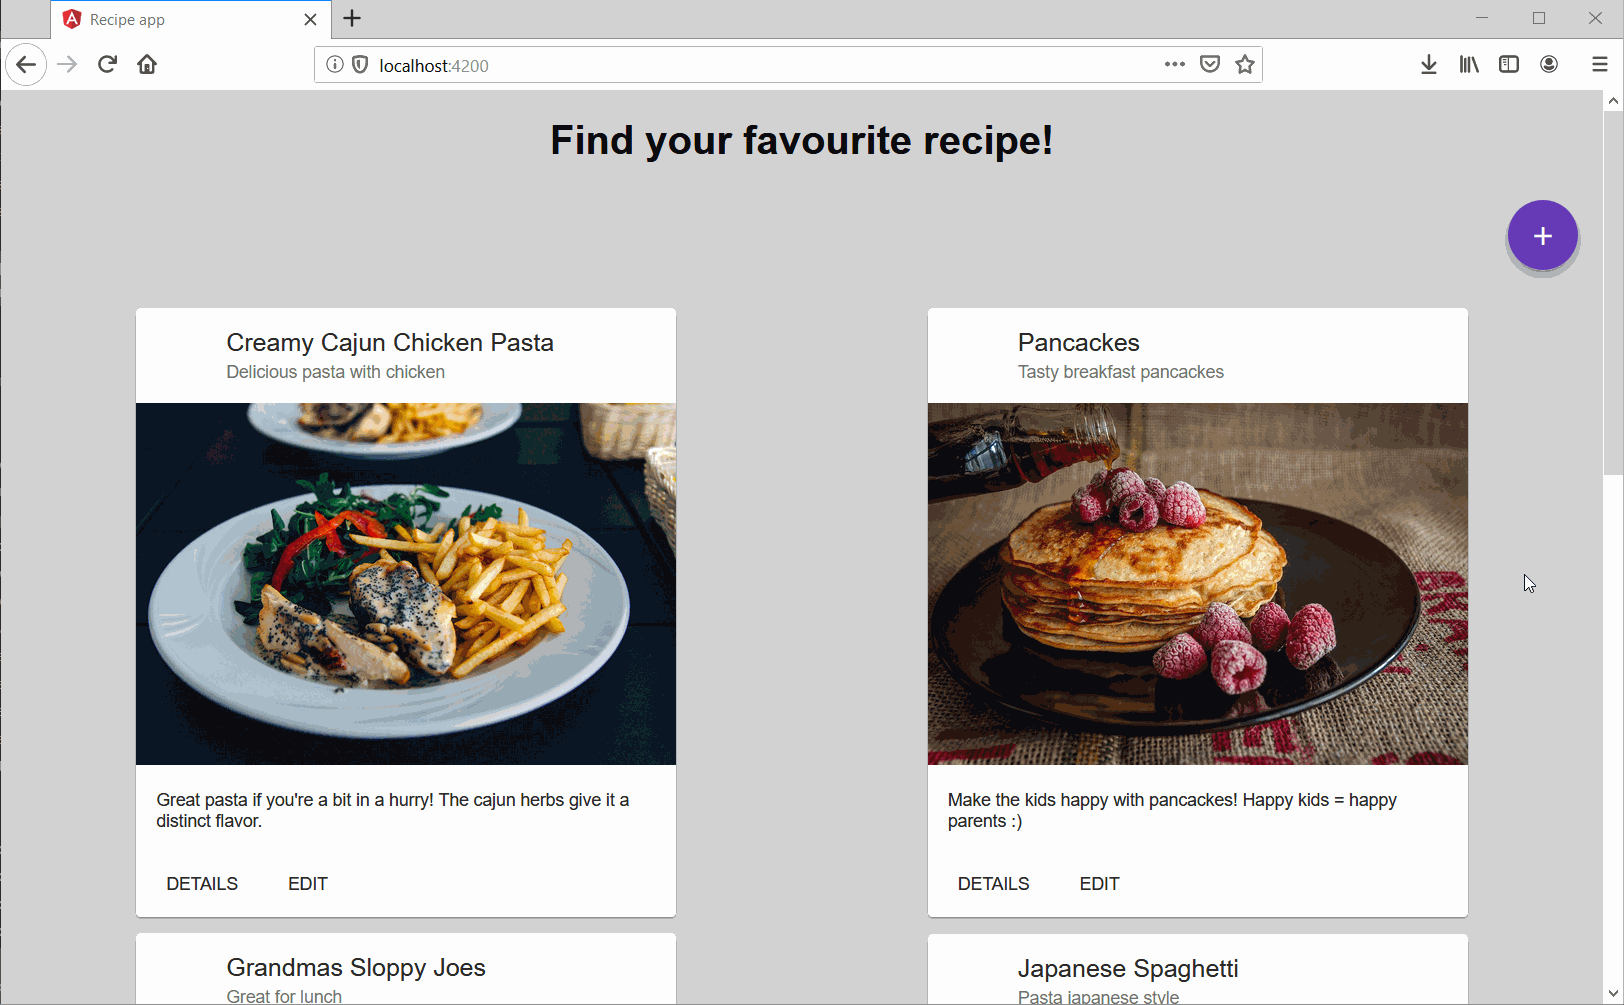 Recipe app
localhost:4200
Find your favourite recipe!
+
Creamy Cajun Chicken Pasta
Delicious pasta with chicken
Great pasta if you're a bit in a hurry! The cajun herbs give it a
distinct flavor.
DETAILS EDIT
Pancackes
Tasty breakfast pancackes
Make the kids happy with pancackes! Happy kids = happy
parents :)
DETAILS EDIT
Grandmas Sloppy Joes
Great for lunch
Japanese Spaghetti
Pasta japanese style